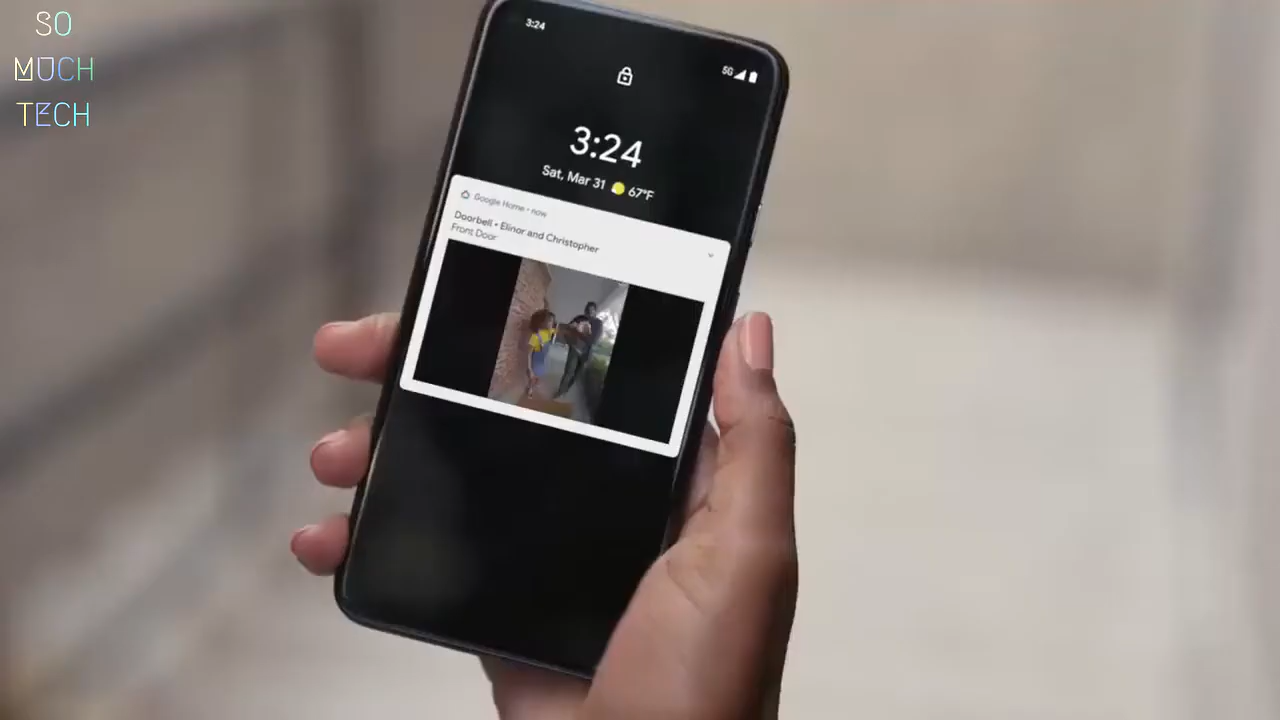 SO
MUCH
TECH
3:24
5G
3:24
Sat, Mar 31 67°F
Google Home • now
Doorbell • Elinor and Christopher
Front Door